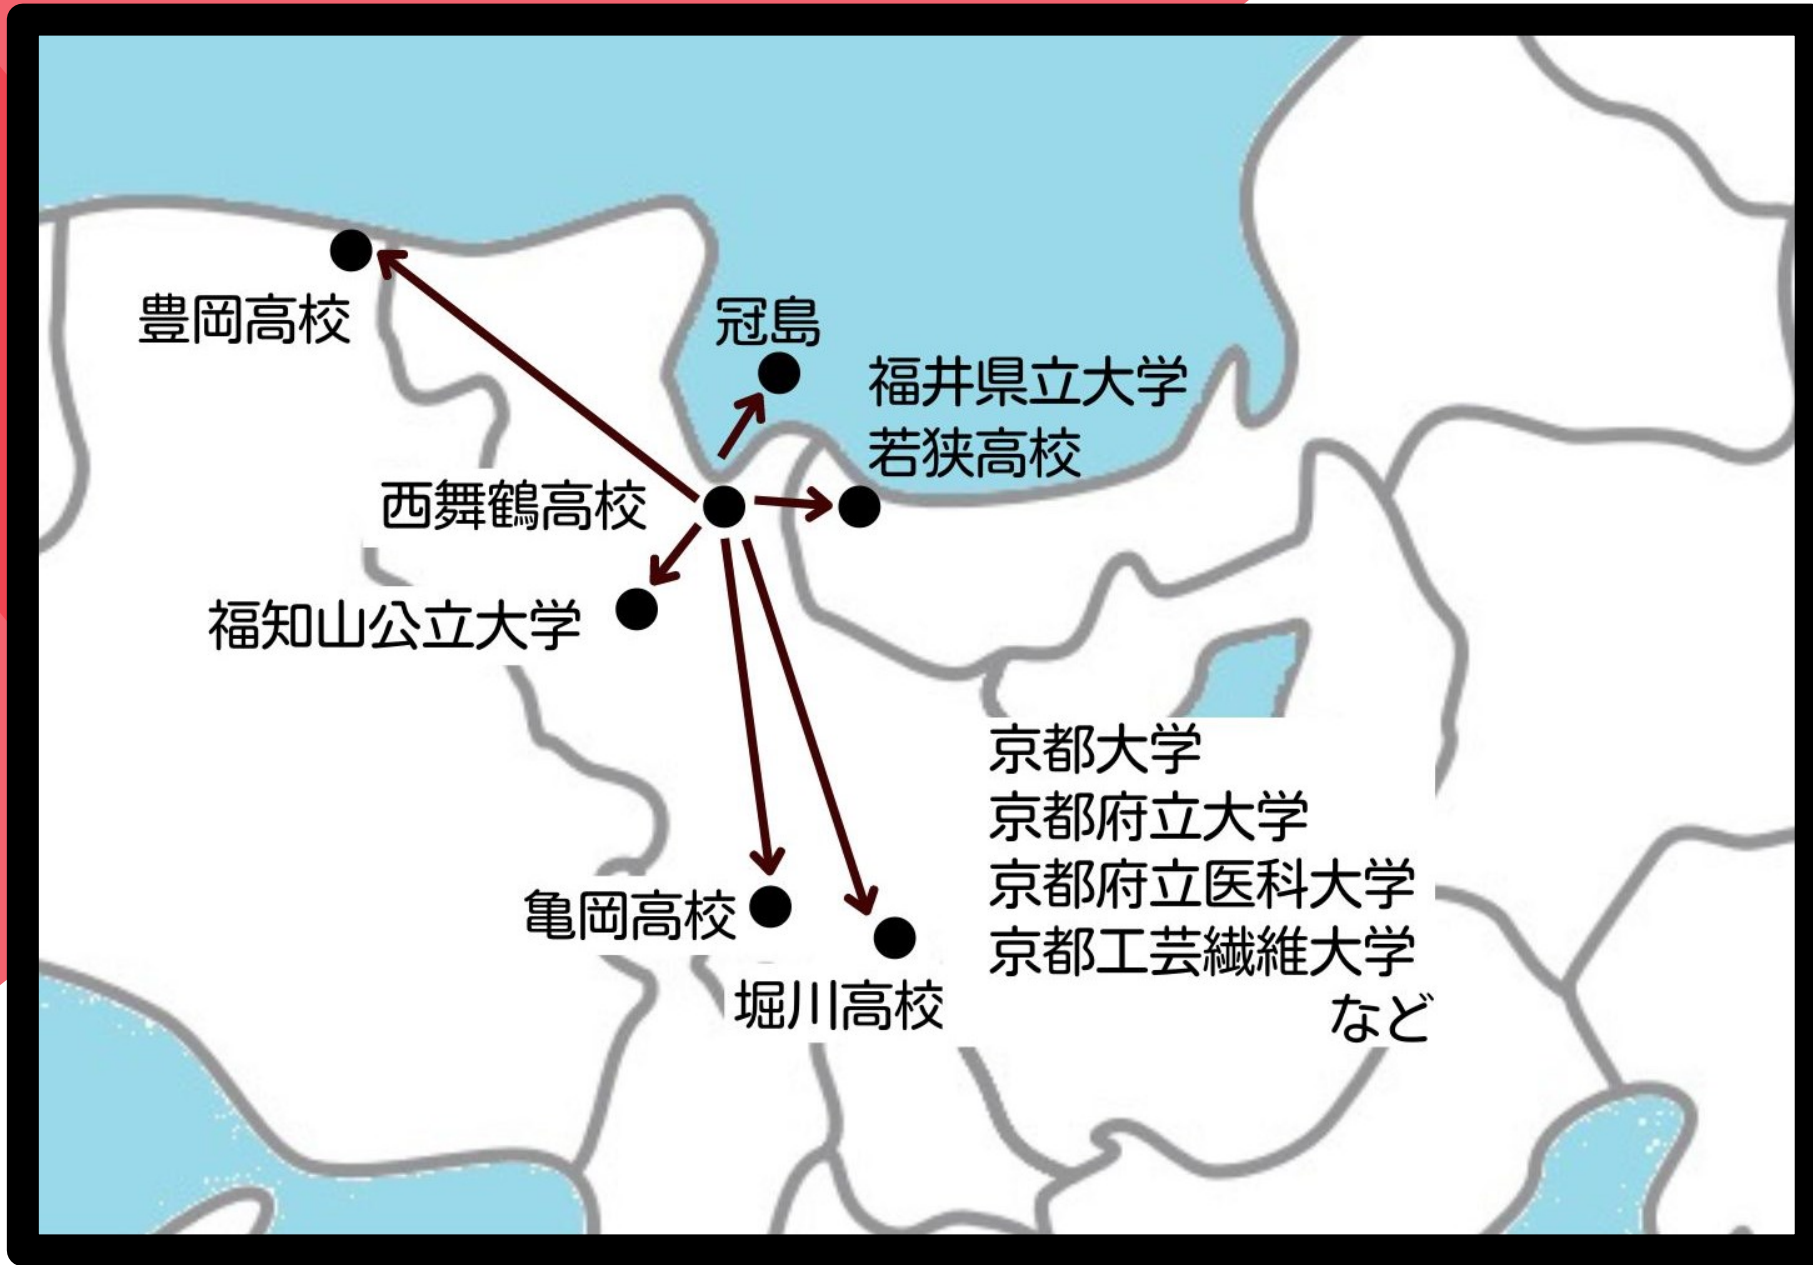 冠島
豊岡高校
福井県立大学
若狭高校
西舞鶴高校
福知山公立大学
京都大学
京都府立大学
京都府立医科大学
京都工芸繊維大学
など
亀岡高校
堀川高校